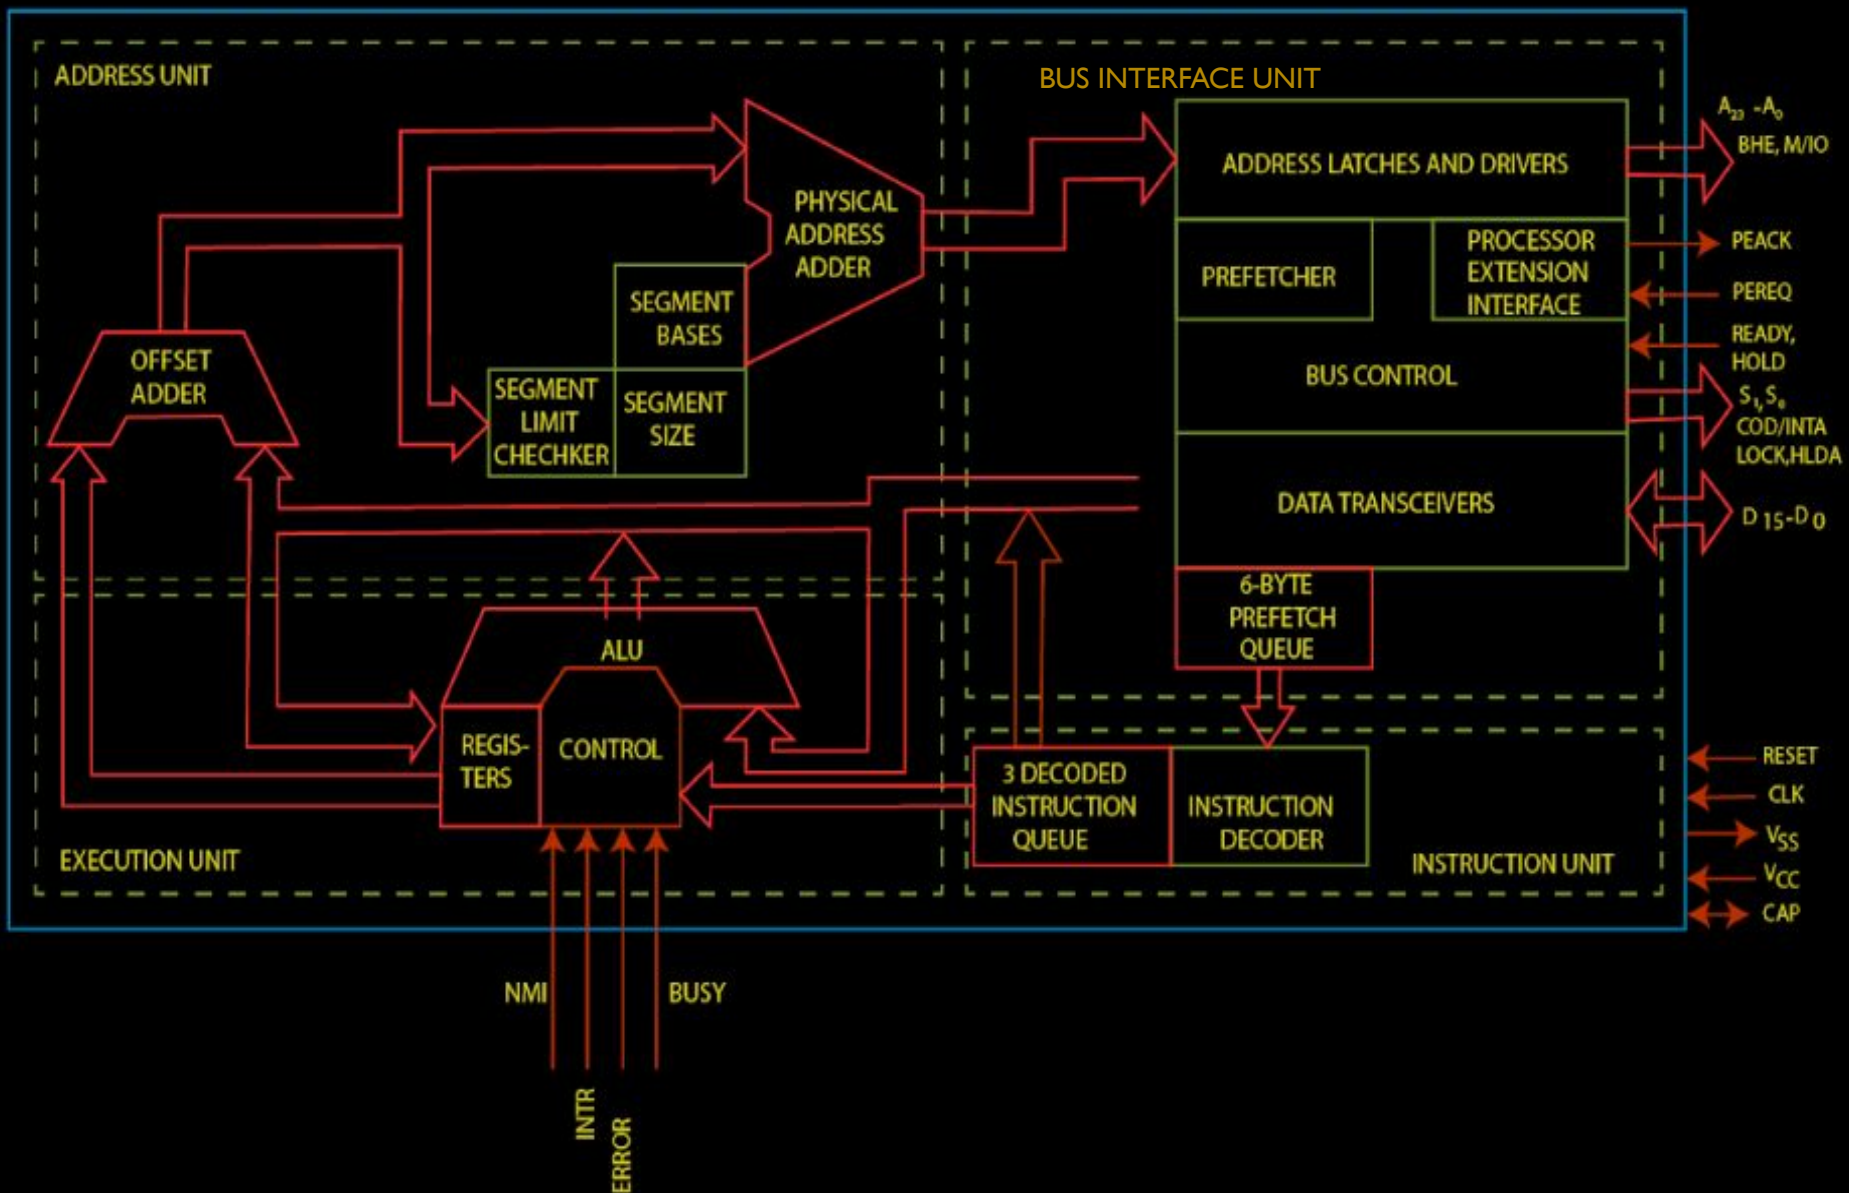 ADDRESS UNIT
BUS INTERFACE UNIT
PHYSICAL
ADDRESS
ADDER
SEGMENT
BASES
OFFSET
ADDER
SEGMENT
LIMIT
CHECHKER
SEGMENT
SIZE
ADDRESS LATCHES AND DRIVERS
PREFETCHER
PROCESSOR
EXTENSION
INTERFACE
BUS CONTROL
DATA TRANSCEIVERS
6-BYTE
PREFETCH
QUEUE
A₂₃ -A₀
BHE, M/IO
PEACK
PEREQ
READY,
HOLD
S₁,S₀
COD/INTA
LOCK,HLDA
D 15-D 0
ALU
REGIS-
TERS
CONTROL
EXECUTION UNIT
3 DECODED
INSTRUCTION
QUEUE
INSTRUCTION
DECODER
INSTRUCTION UNIT
RESET
CLK
VSS
VCC
CAP
NMI
BUSY
INTR
ERROR